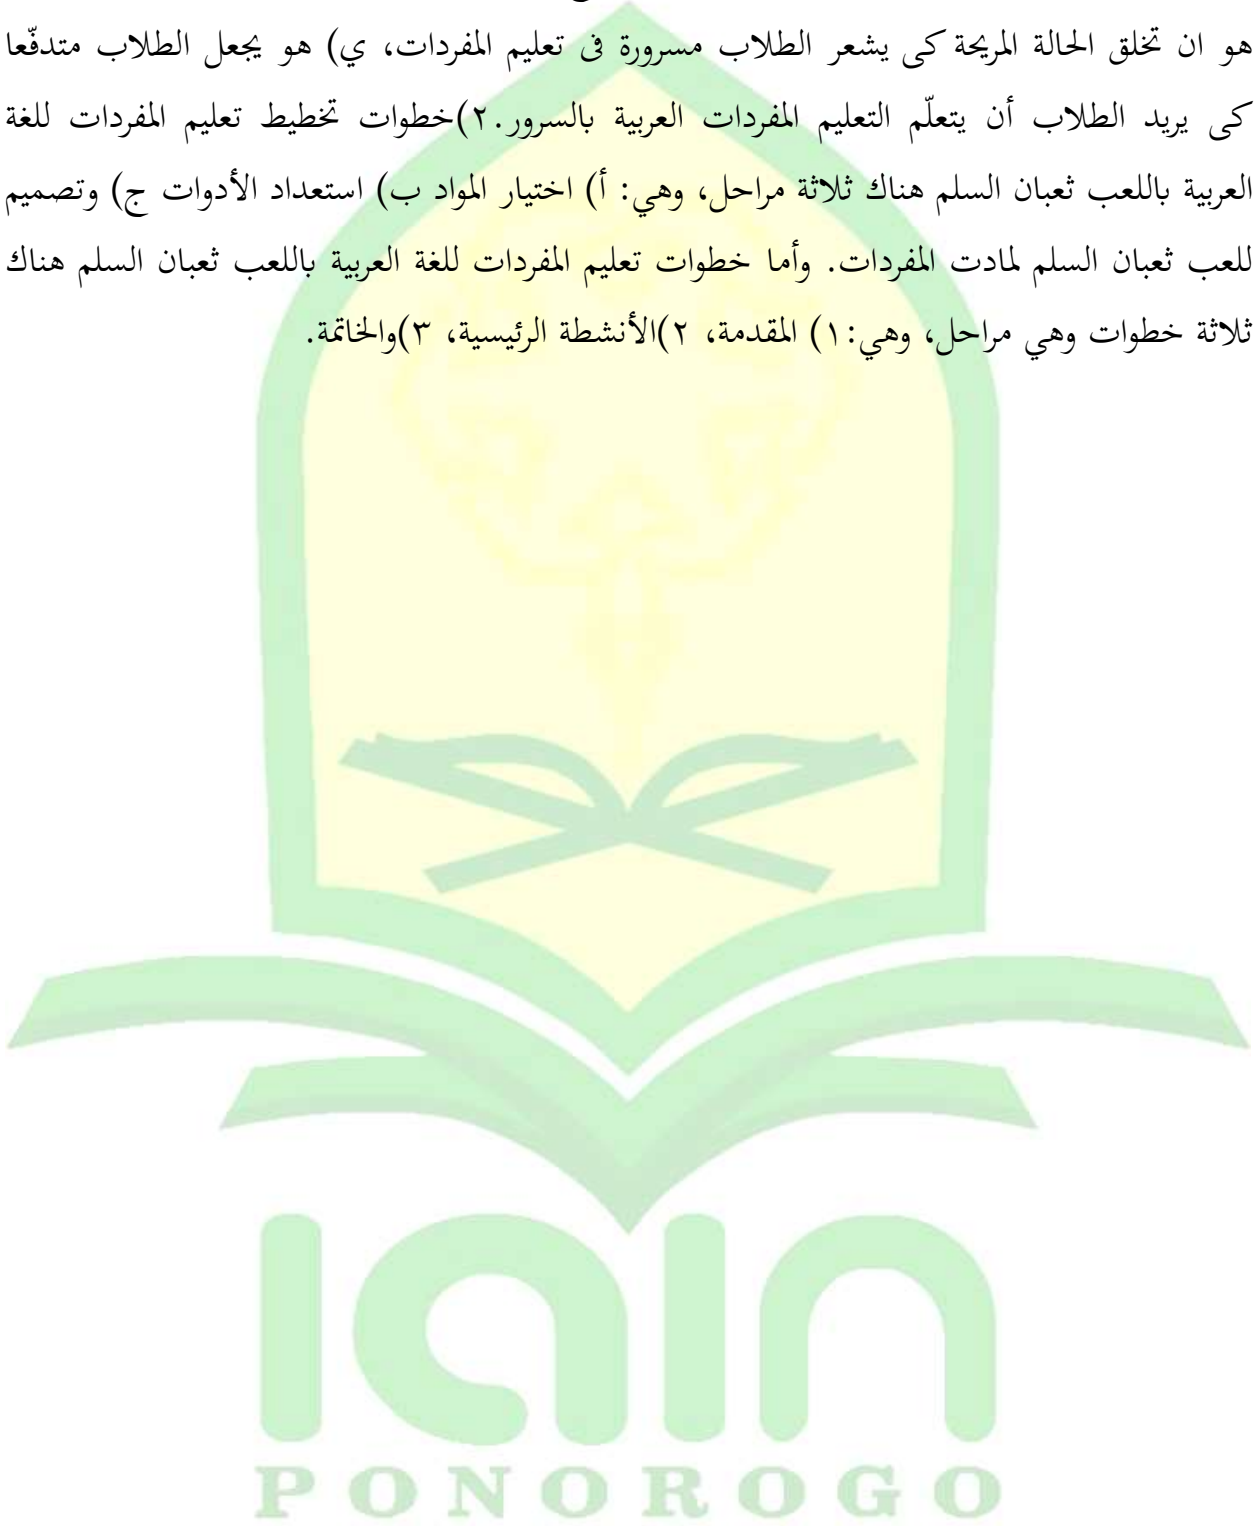 هو ان تخلق الحالة المريحة كى يشعر الطلاب مسرورة فى تعليم المفردات، ي) هو يجعل الطلاب متدفّعا
كى يريد الطلاب أن يتعلّم التعليم المفردات العربية بالسرور.٢)خطوات تخطيط تعليم المفردات للغة
العربية باللعب ثعبان السلم هناك ثلاثة مراحل، وهي: أ) اختيار المواد ب) استعداد الأدوات ج) وتصميم
للعب ثعبان السلم لمادت المفردات. وأما خطوات تعليم المفردات للغة العربية باللعب ثعبان السلم هناك
ثلاثة خطوات وهي مراحل، وهي:١) المقدمة، ٢)الأنشطة الرئيسية، ٣)والخاتمة.
iain
PONOROGO